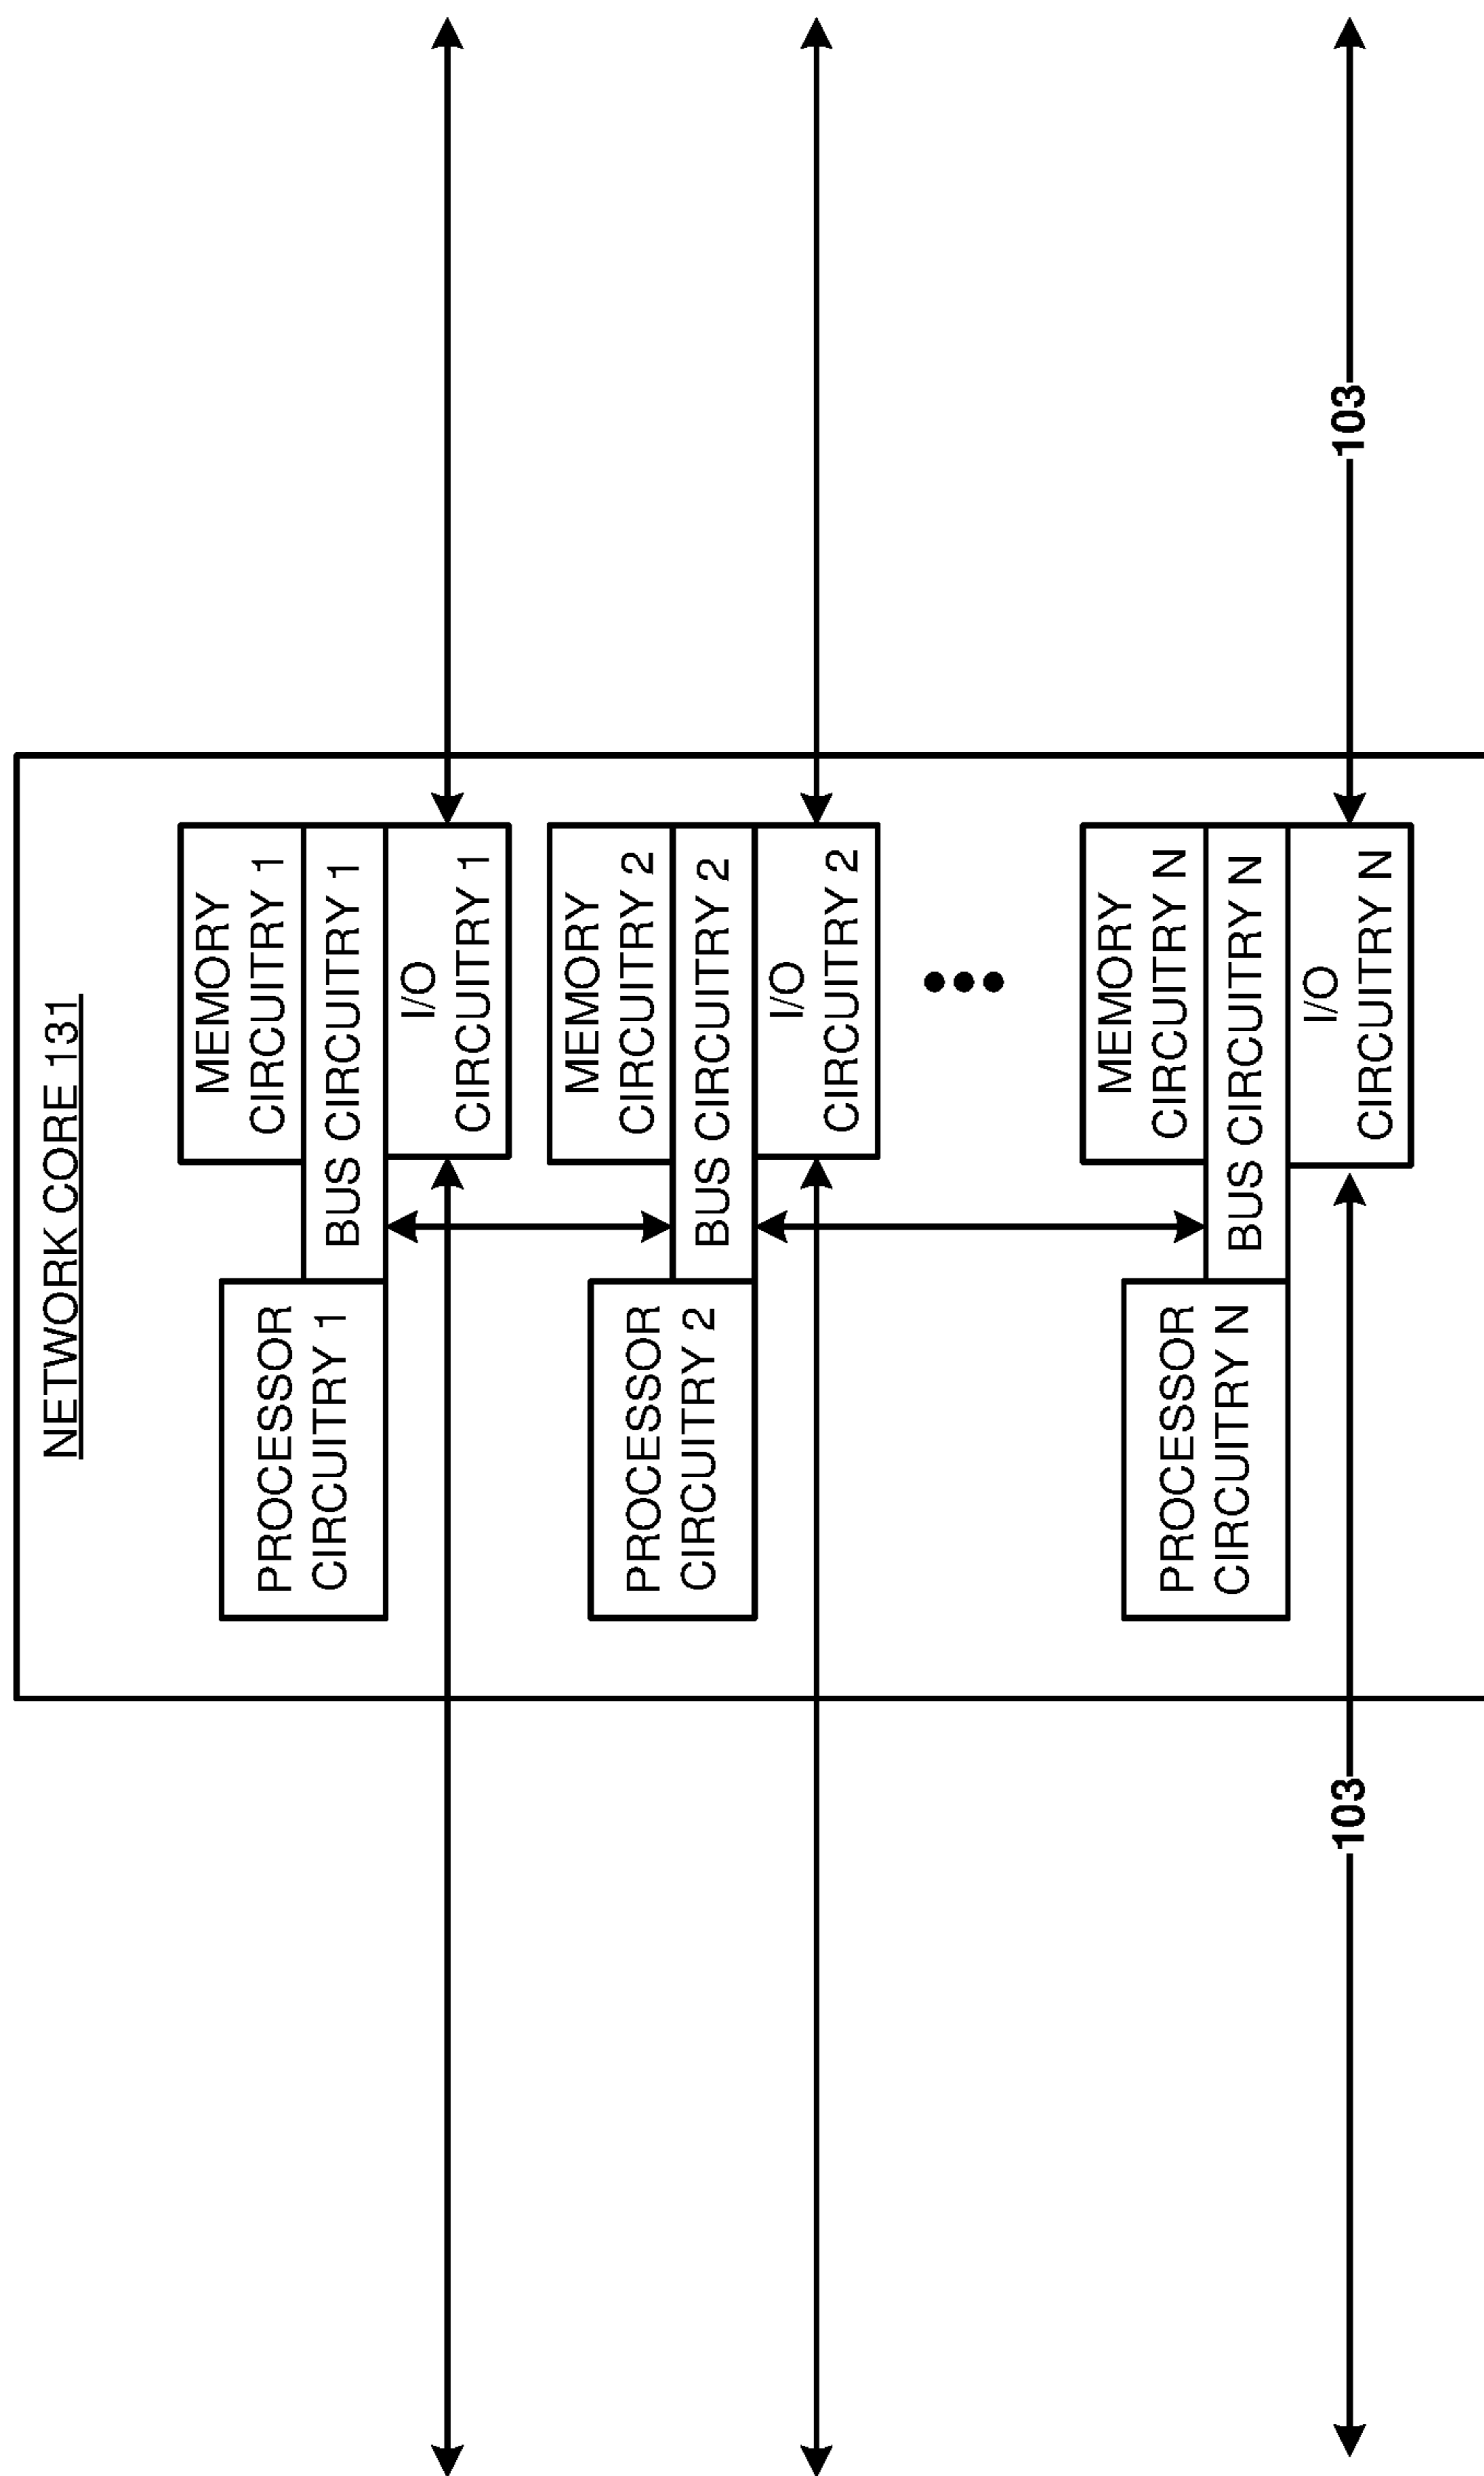 NETWORK CORE 131
PROCESSOR
CIRCUITRY 1
MEMORY
CIRCUITRY 1
BUS CIRCUITRY 1
I/O
CIRCUITRY 1
PROCESSOR
CIRCUITRY 2
MEMORY
CIRCUITRY 2
BUS CIRCUITRY 2
I/O
CIRCUITRY 2
PROCESSOR
CIRCUITRY N
MEMORY
CIRCUITRY N
BUS CIRCUITRY N
I/O
CIRCUITRY N
103
103